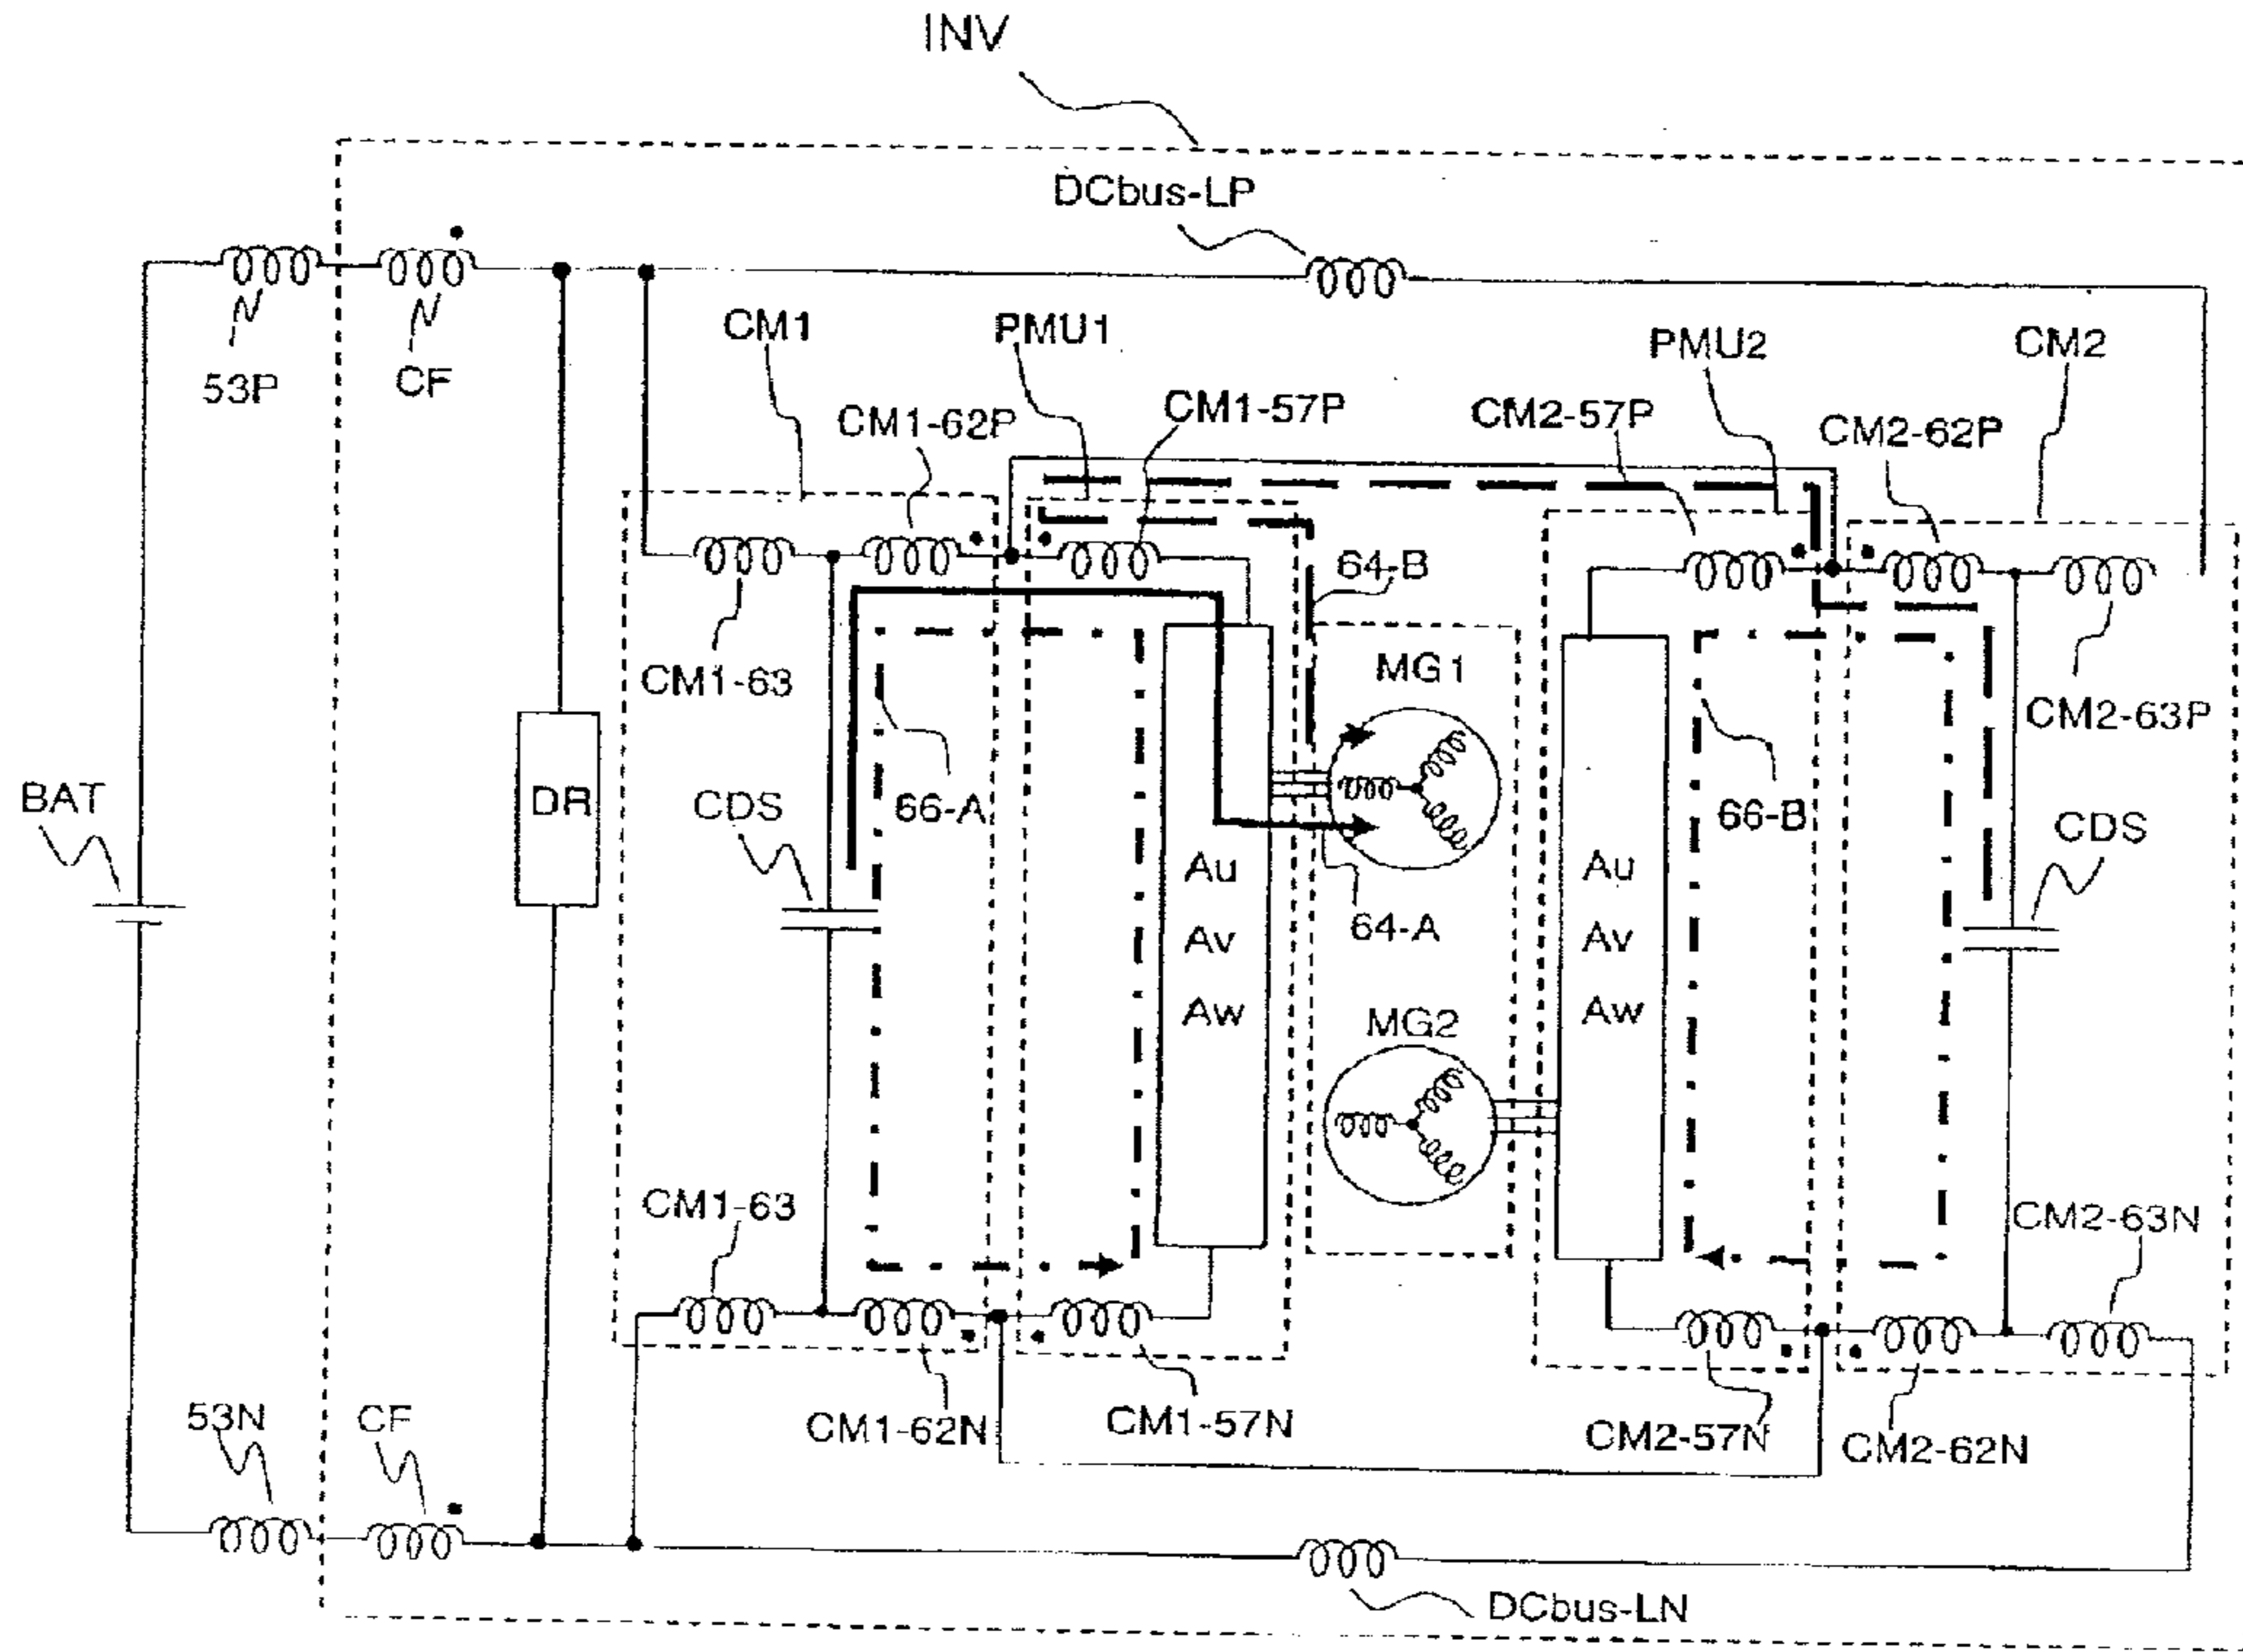 INV
DCbus-LP
53P
CF
CM1
PMU1
PMU2
CM2
CM1-62P
CM1-57P
CM2-57P
CM2-62P
64-B
CM1-63
MG1
CM2-63P
BAT
DR
CDS
66-A
66-B
CDS
Au
Av
Aw
64-A
Au
Av
Aw
MG2
CM1-63
CM2-63N
53N
CF
CM1-62N
CM1-57N
CM2-57N
CM2-62N
DCbus-LN